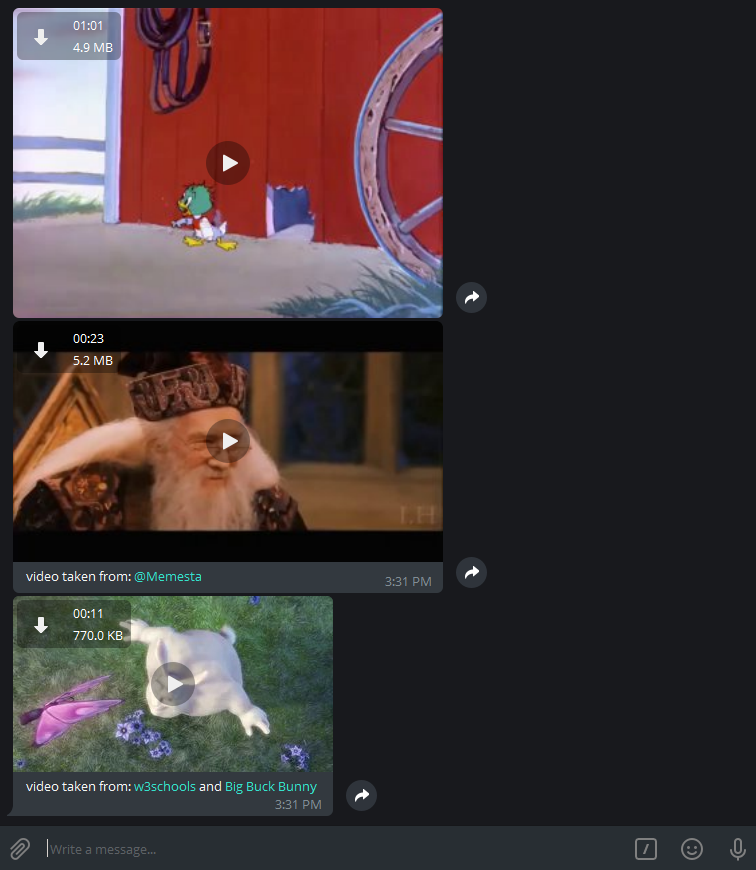 01:01
4.9 MB
00:23
5.2 MB
I.H
video taken from: @Memesta
3:31 PM
00:11
770.0 KB
video taken from: w3schools and Big Buck Bunny
3:31 PM
Write a message...